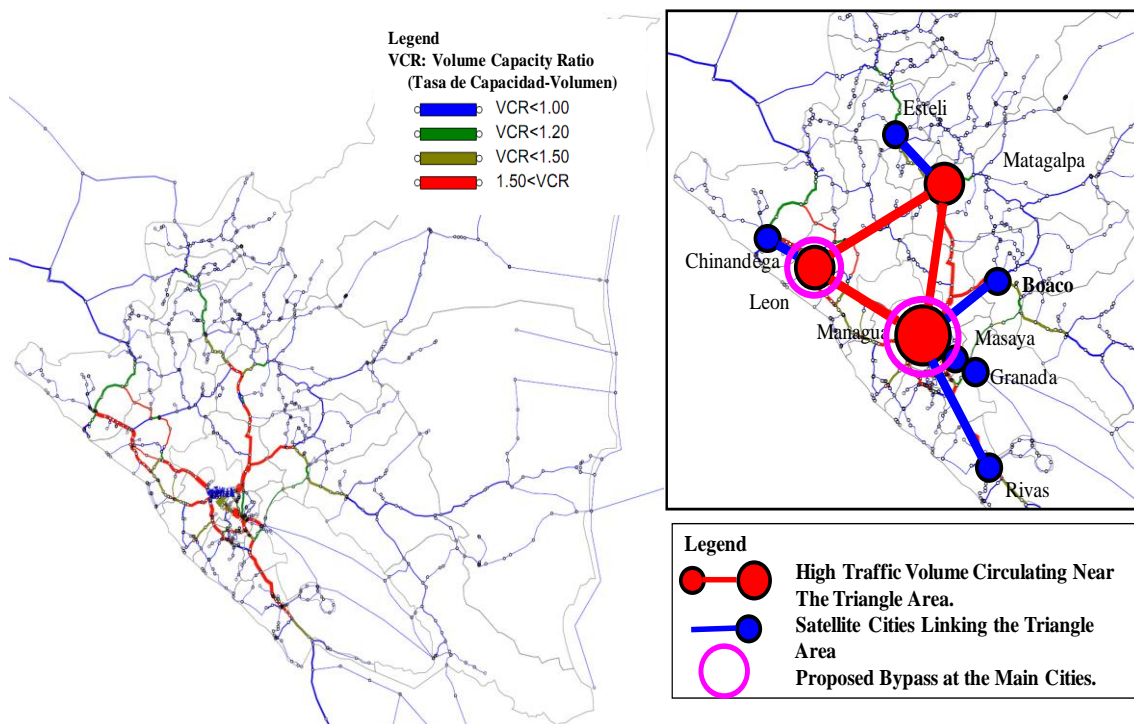 Legend
VCR: Volume Capacity Ratio
(Tasa de Capacidad-Volumen)
VCR<1.00
VCR<1.20
VCR<1.50
1.50<VCR
Esteli
Matagalpa
Chinandega
Leon
Boaco
Managua
Masaya
Granada
Rivas
Legend
High Traffic Volume Circulating Near
The Triangle Area.
Satellite Cities Linking the Triangle
Area
Proposed Bypass at the Main Cities.